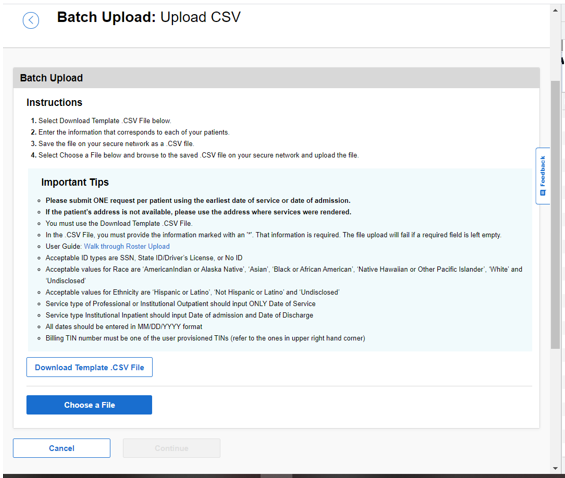 Batch Upload: Upload CSV
Batch Upload
Instructions
1. Select Download Template .CSV File below.
2. Enter the information that corresponds to each of your patients.
3. Save the file on your secure network as a .CSV file.
4. Select Choose a File below and browse to the saved .CSV file on your secure network and upload the file.
Feedback
Important Tips
Please submit ONE request per patient using the earliest date of service or date of admission.
If the patient's address is not available, please use the address where services were rendered.
You must use the Download Template .CSV File.
In the .CSV File, you must provide the information marked with an '*'. That information is required. The file upload will fail if a required field is left empty.
User Guide: Walk through Roster Upload
Acceptable ID types are SSN, State ID/Driver's License, or No ID
Acceptable values for Race are 'AmericanIndian or Alaska Native', 'Asian', 'Black or African American', 'Native Hawaiian or Other Pacific Islander', 'White' and
'Undisclosed'
Acceptable values for Ethnicity are 'Hispanic or Latino', 'Not Hispanic or Latino' and 'Undisclosed'
Service type of Professional or Institutional Outpatient should input ONLY Date of Service
Service type Institutional Inpatient should input Date of admission and Date of Discharge
All dates should be entered in MM/DD/YYYY format
Billing TIN number must be one of the user provisioned TINs (refer to the ones in upper right hand corner)
Download Template .CSV File
Choose a File
Cancel
Continue